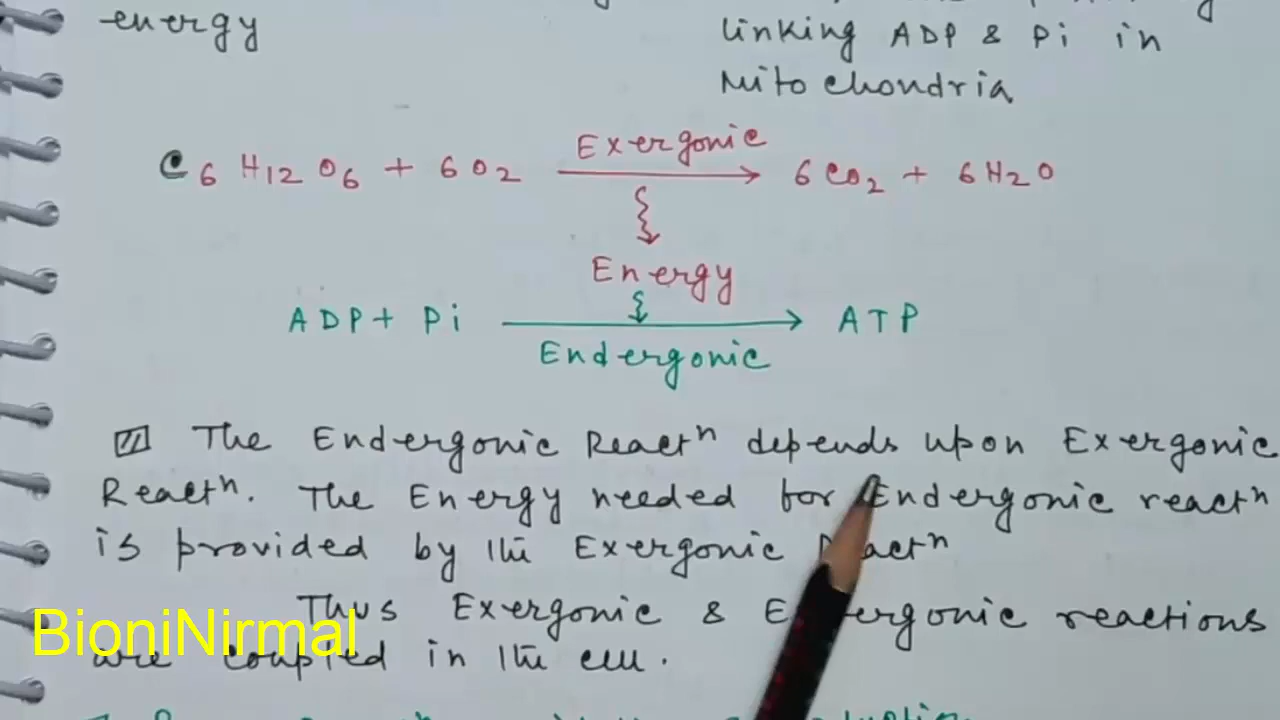 energy
linking ADP & Pi in
Mitochondria
C6H12O6 + 6O2 Exergonic 6CO2 + 6H2O
Energy
ADP + Pi Endergonic ATP
The Endergonic Reactⁿ depends upon Exergonic
Reactⁿ. The Energy needed for Endergonic reactⁿ
is provided by the Exergonic Reactⁿ
Thus Exergonic & Endergonic reactions
are coupled in the cell.
BioniNirmal